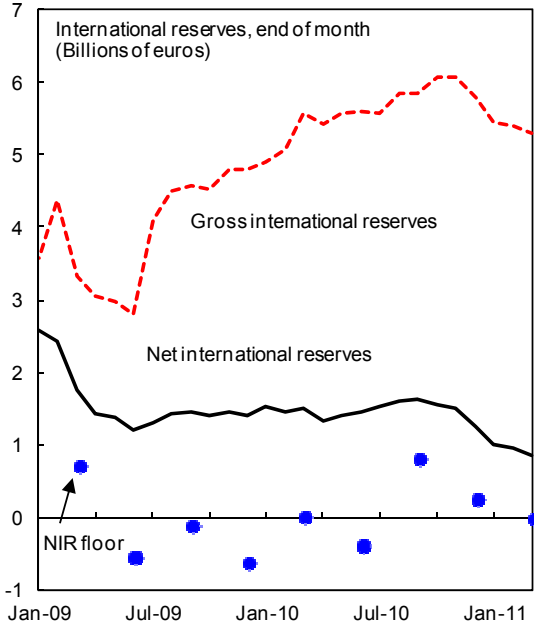 7
International reserves, end of month
(Billions of euros)
6
5
Gross international reserves
4
3
Net international reserves
2
1
0
NIR floor
-1
Jan-09 Jul-09 Jan-10 Jul-10 Jan-11